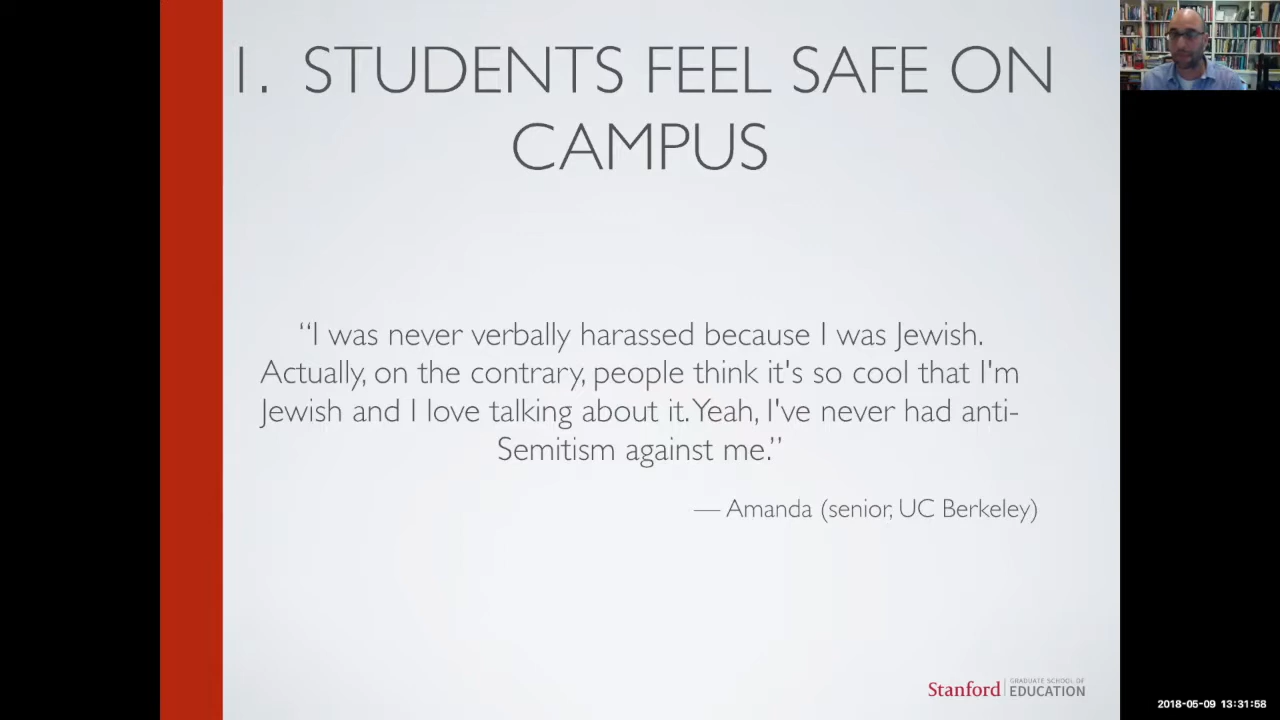 1. STUDENTS FEEL SAFE ON
CAMPUS
“I was never verbally harassed because I was Jewish.
Actually, on the contrary, people think it's so cool that I'm
Jewish and I love talking about it. Yeah, I've never had anti-
Semitism against me.”
— Amanda (senior, UC Berkeley)
Stanford
GRADUATE SCHOOL OF
EDUCATION
2018-05-09 13:31:58